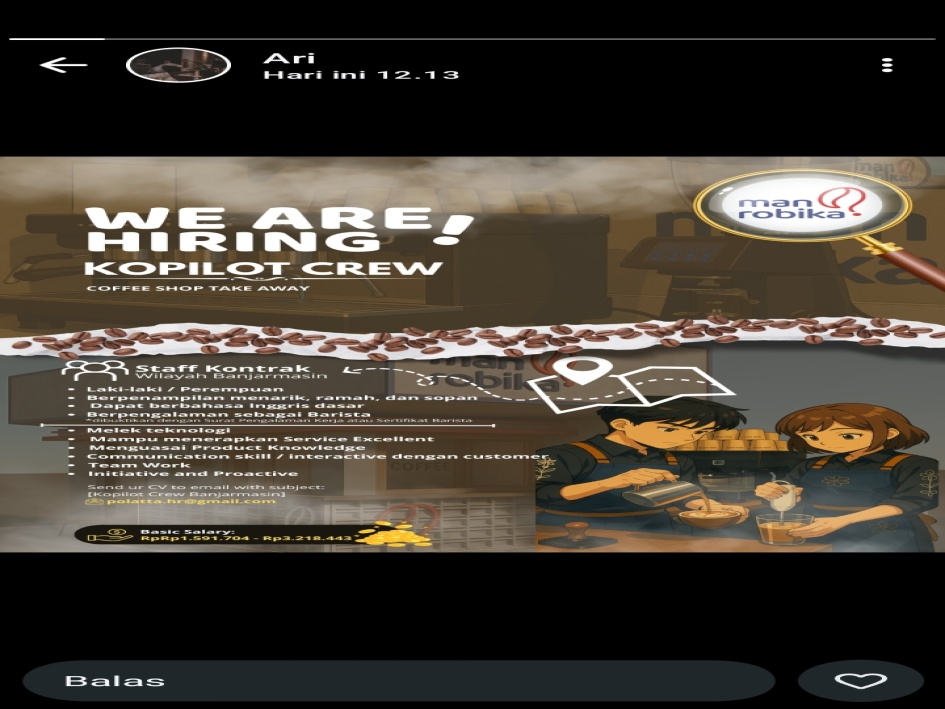 Ari
Hari ini 12.13
WE ARE
HIRING!
KOPILOT CREW
COFFEE SHOP TAKE AWAY
man
robika
Staff Kontrak
Wilayah Banjarmasin
• Laki-laki / Perempuan
• Berpenampilan menarik, ramah, dan sopan
• Dapat berbahasa Inggris dasar
• Berpengalaman sebagai Barista
*dibuktikan dengan Surat Pengalaman Kerja atau Sertifikat Barista
• Melek teknologi
• Mampu menerapkan Service Excellent
• Menguasai Product Knowledge
• Communication skill / Interactive dengan customer
• Team Work
• Initiative and Proactive
Send ur CV to email with subject:
[Kopilot Crew Banjarmasin]
polatta.hr@gmail.com
Basic Salary:
RpRp1.591.704 - Rp3.218.443
man
robika
COFFEE
Balas